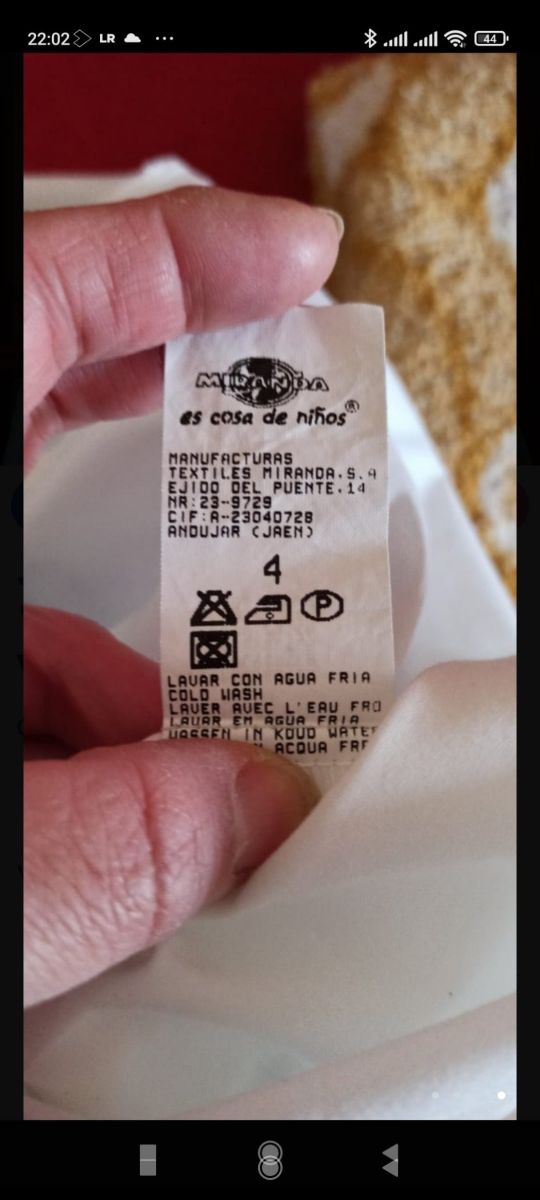 22:02 LR ... 44
MIRANDA
es cosa de niños®
MANUFACTURAS
TEXTILES MIRANDA.S.A
EJIDO DEL PUENTE.14
NR:23-9729
CIF:A-23040728
ANDUJAR (JAEN)
4
P
LAVAR CON AGUA FRIA
COLD WASH
LAVER AVEC L'EAU FRO
LAVAR EM AGUA FRIA
WASSEN IN KOUD WATE
ACQUA FRE